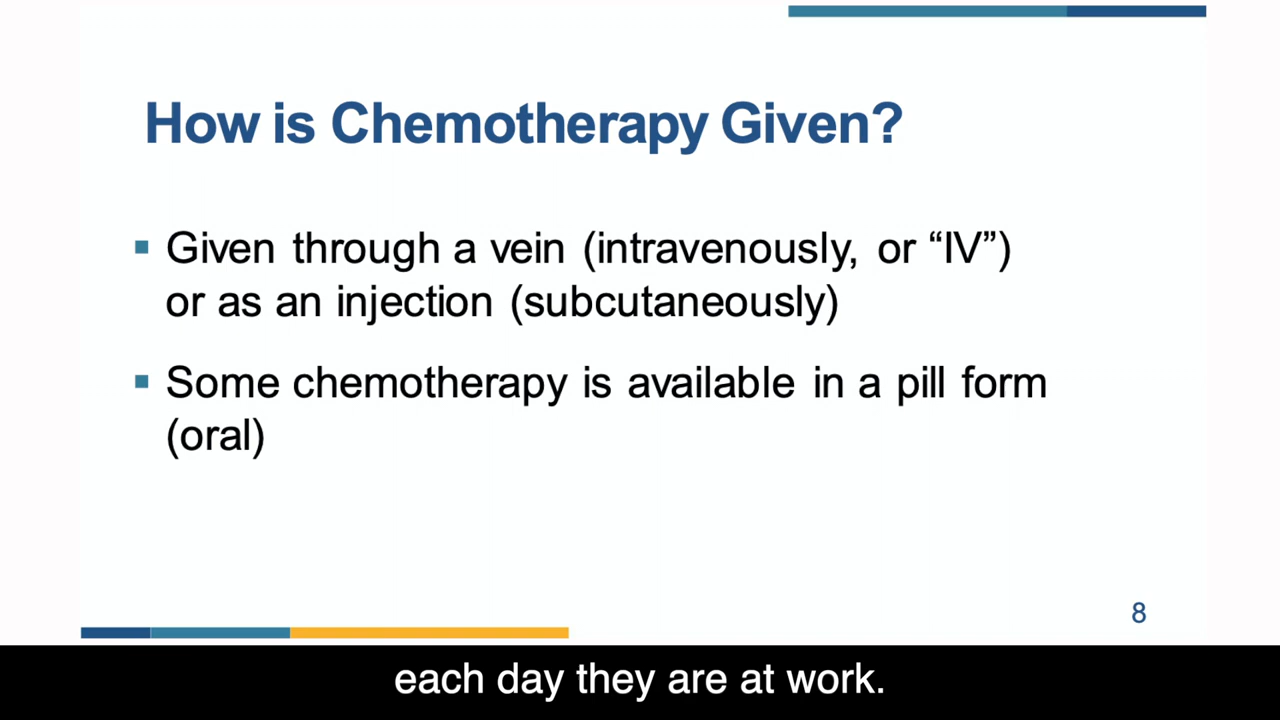 How is Chemotherapy Given?
▪ Given through a vein (intravenously, or “IV”)
or as an injection (subcutaneously)
▪ Some chemotherapy is available in a pill form
(oral)
8
each day they are at work.